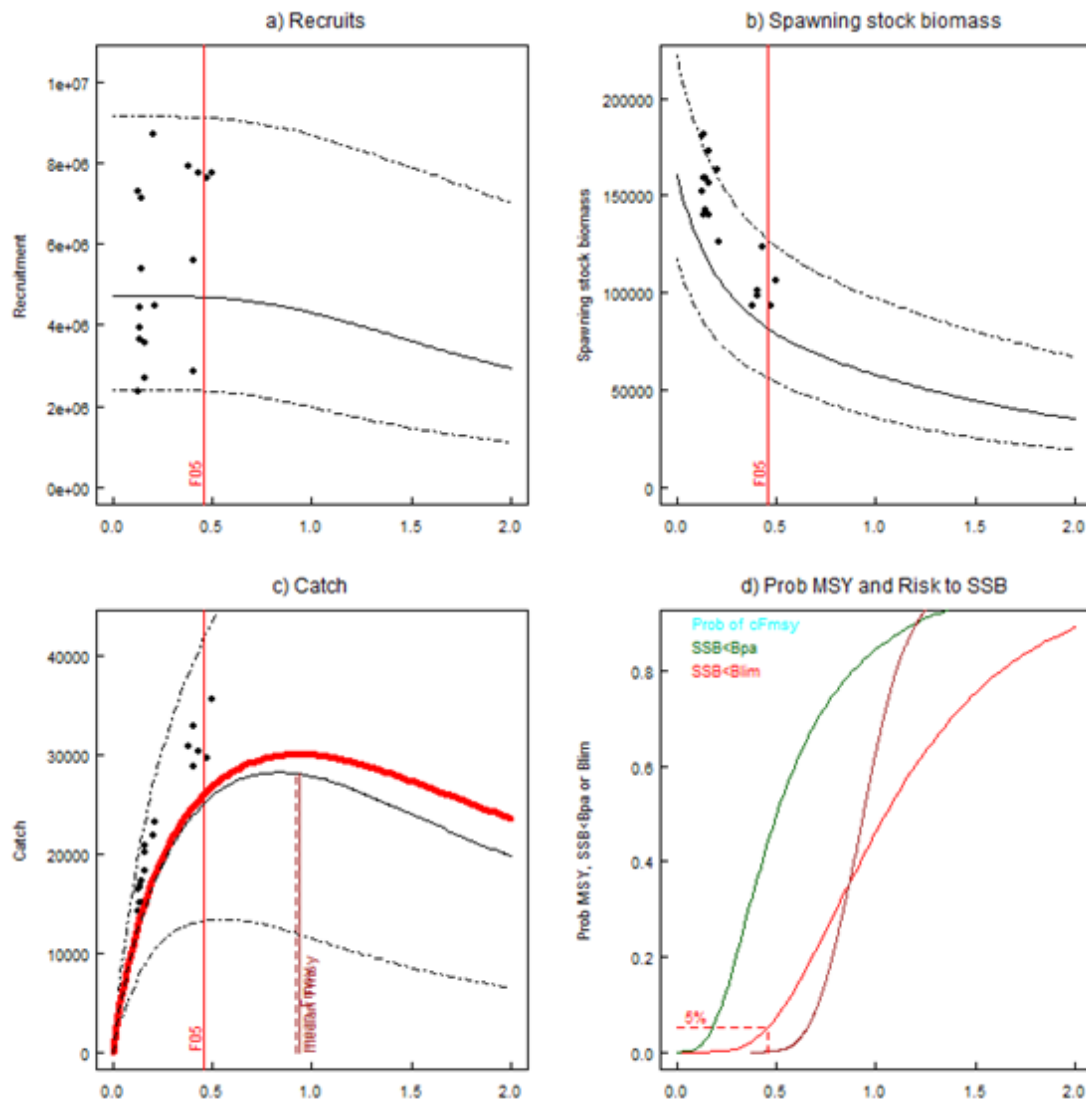 a) Recruits
Recruitment
1e+07
8e+06
6e+06
4e+06
2e+06
0e+00
F05
0.0 0.5 1.0 1.5 2.0
b) Spawning stock biomass
Spawning stock biomass
200000
150000
100000
50000
0
F05
0.0 0.5 1.0 1.5 2.0
c) Catch
Catch
40000
30000
20000
10000
0
F05
median
0.0 0.5 1.0 1.5 2.0
d) Prob MSY and Risk to SSB
Prob MSY, SSB<Bpa or Blim
Prob of cFmsy
SSB<Bpa
SSB<Blim
0.8
0.6
0.4
0.2
0.0
5%
0.0 0.5 1.0 1.5 2.0